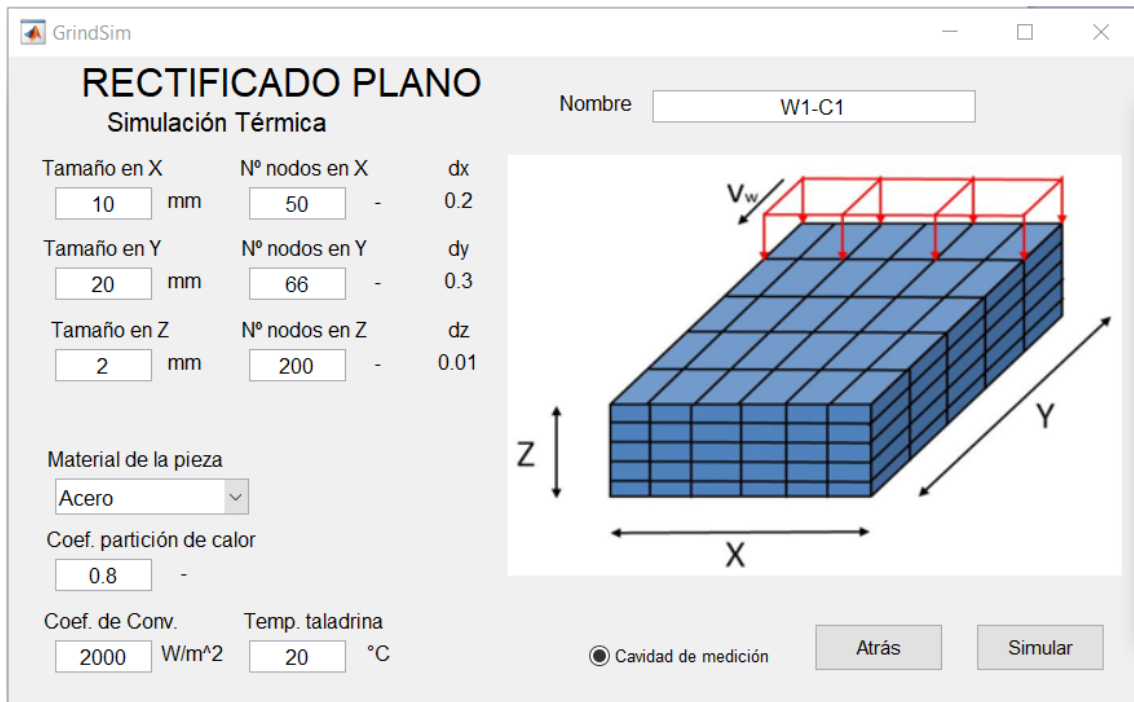 GrindSim
RECTIFICADO PLANO
Simulación Térmica
Nombre W1-C1
Tamaño en X Nº nodos en X dx
10 mm 50 - 0.2
Tamaño en Y Nº nodos en Y dy
20 mm 66 - 0.3
Tamaño en Z Nº nodos en Z dz
2 mm 200 - 0.01
Vw
Z
Y
X
Material de la pieza
Acero
Coef. partición de calor
0.8 -
Coef. de Conv. Temp. taladrina
2000 W/m^2 20 °C
Cavidad de medición Atrás Simular